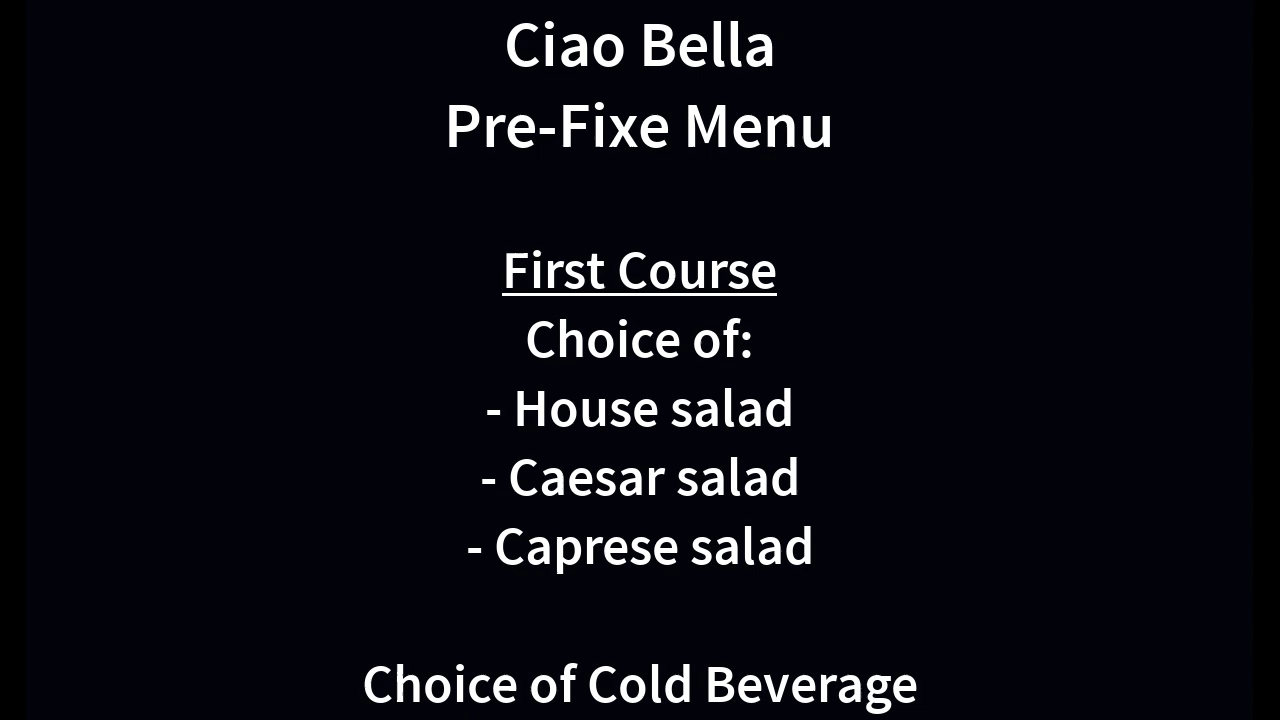 Ciao Bella
Pre-Fixe Menu
First Course
Choice of:
- House salad
- Caesar salad
- Caprese salad
Choice of Cold Beverage